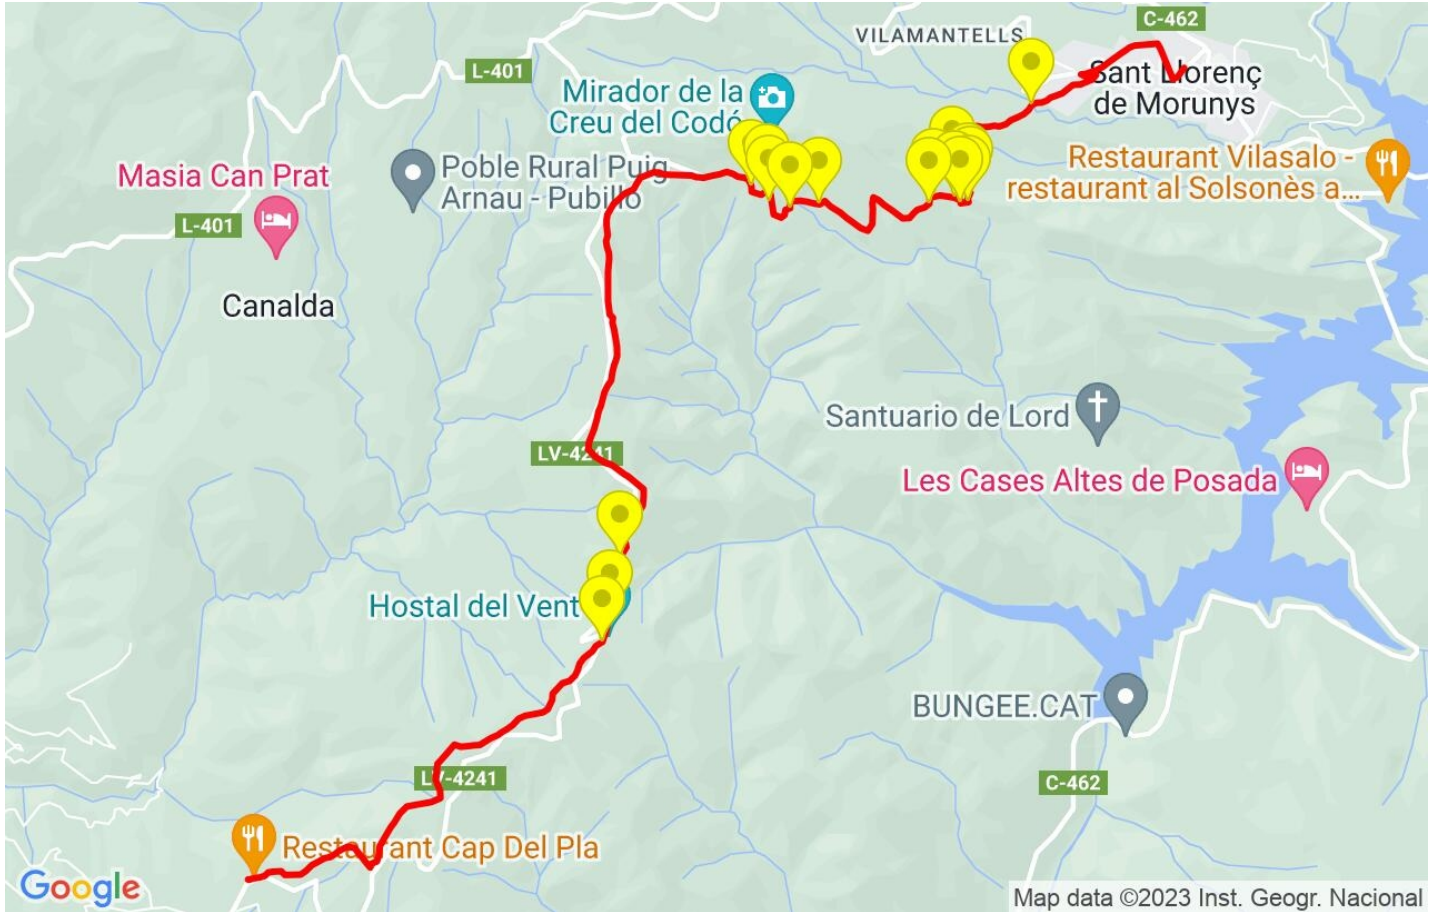 C-462
VILAMANTELLS
L-401
Sant Llorenç
de Morunys
Mirador de la
Creu del Codó
Restaurant Vilasalo -
restaurant al Solsonès a...
Poble Rural Puig
Arnau - Pubillo
Masia Can Prat
L-401
Canalda
Santuario de Lord
LV-4241
Les Cases Altes de Posada
Hostal del Vent
BUNGEE.CAT
LV-4241
C-462
Restaurant Cap Del Pla
Google
Map data ©2023 Inst. Geogr. Nacional